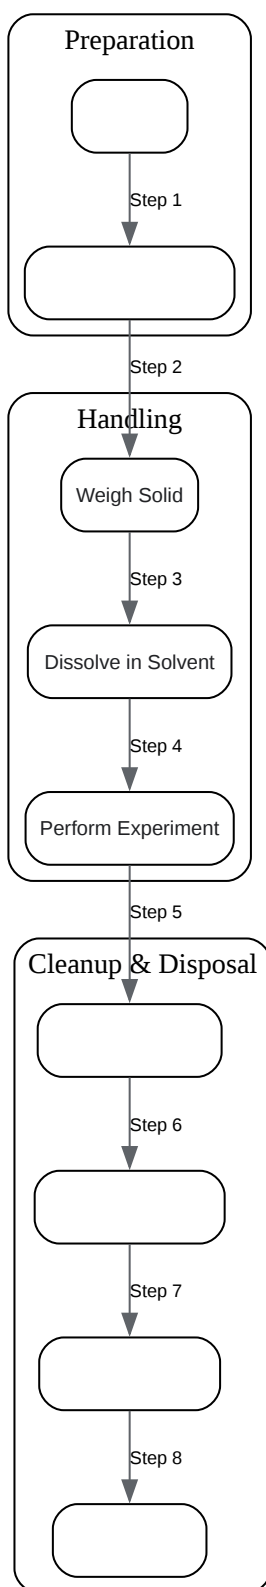 Preparation
Step 1
Step 2
Handling
Weigh Solid
Step 3
Dissolve in Solvent
Step 4
Perform Experiment
Step 5
Cleanup & Disposal
Step 6
Step 7
Step 8